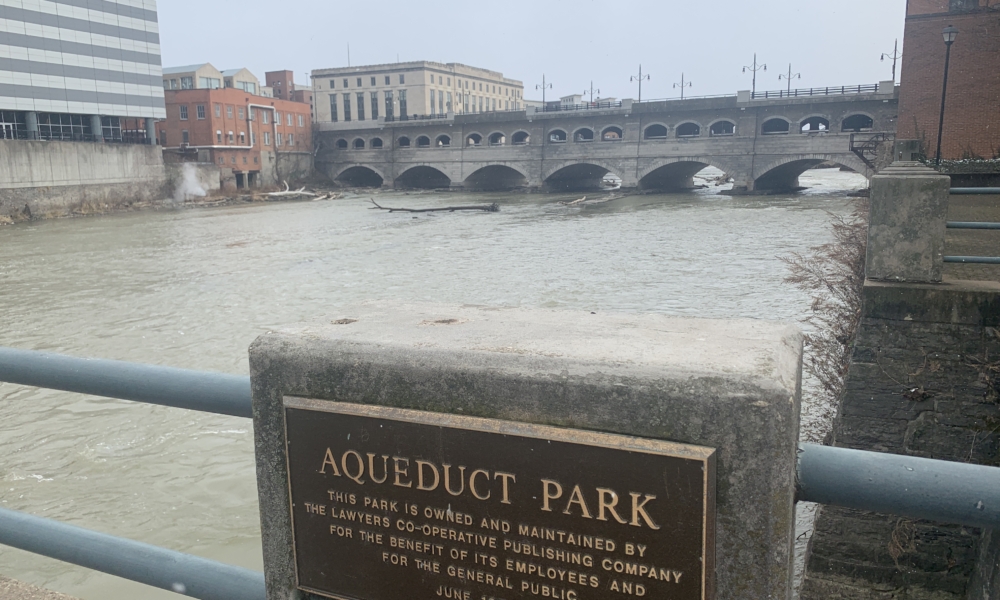 AQUEDUCT PARK
THIS PARK IS OWNED AND MAINTAINED BY
THE LAWYERS CO-OPERATIVE PUBLISHING COMPANY
FOR THE BENEFIT OF ITS EMPLOYEES AND
FOR THE GENERAL PUBLIC
JUNE